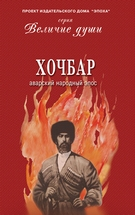 ПРОЕКТ ИЗДАТЕЛЬСКОГО ДОМА "ЭПОХА"
серия
Величие души
ХОЧБАР
аварский народный эпос